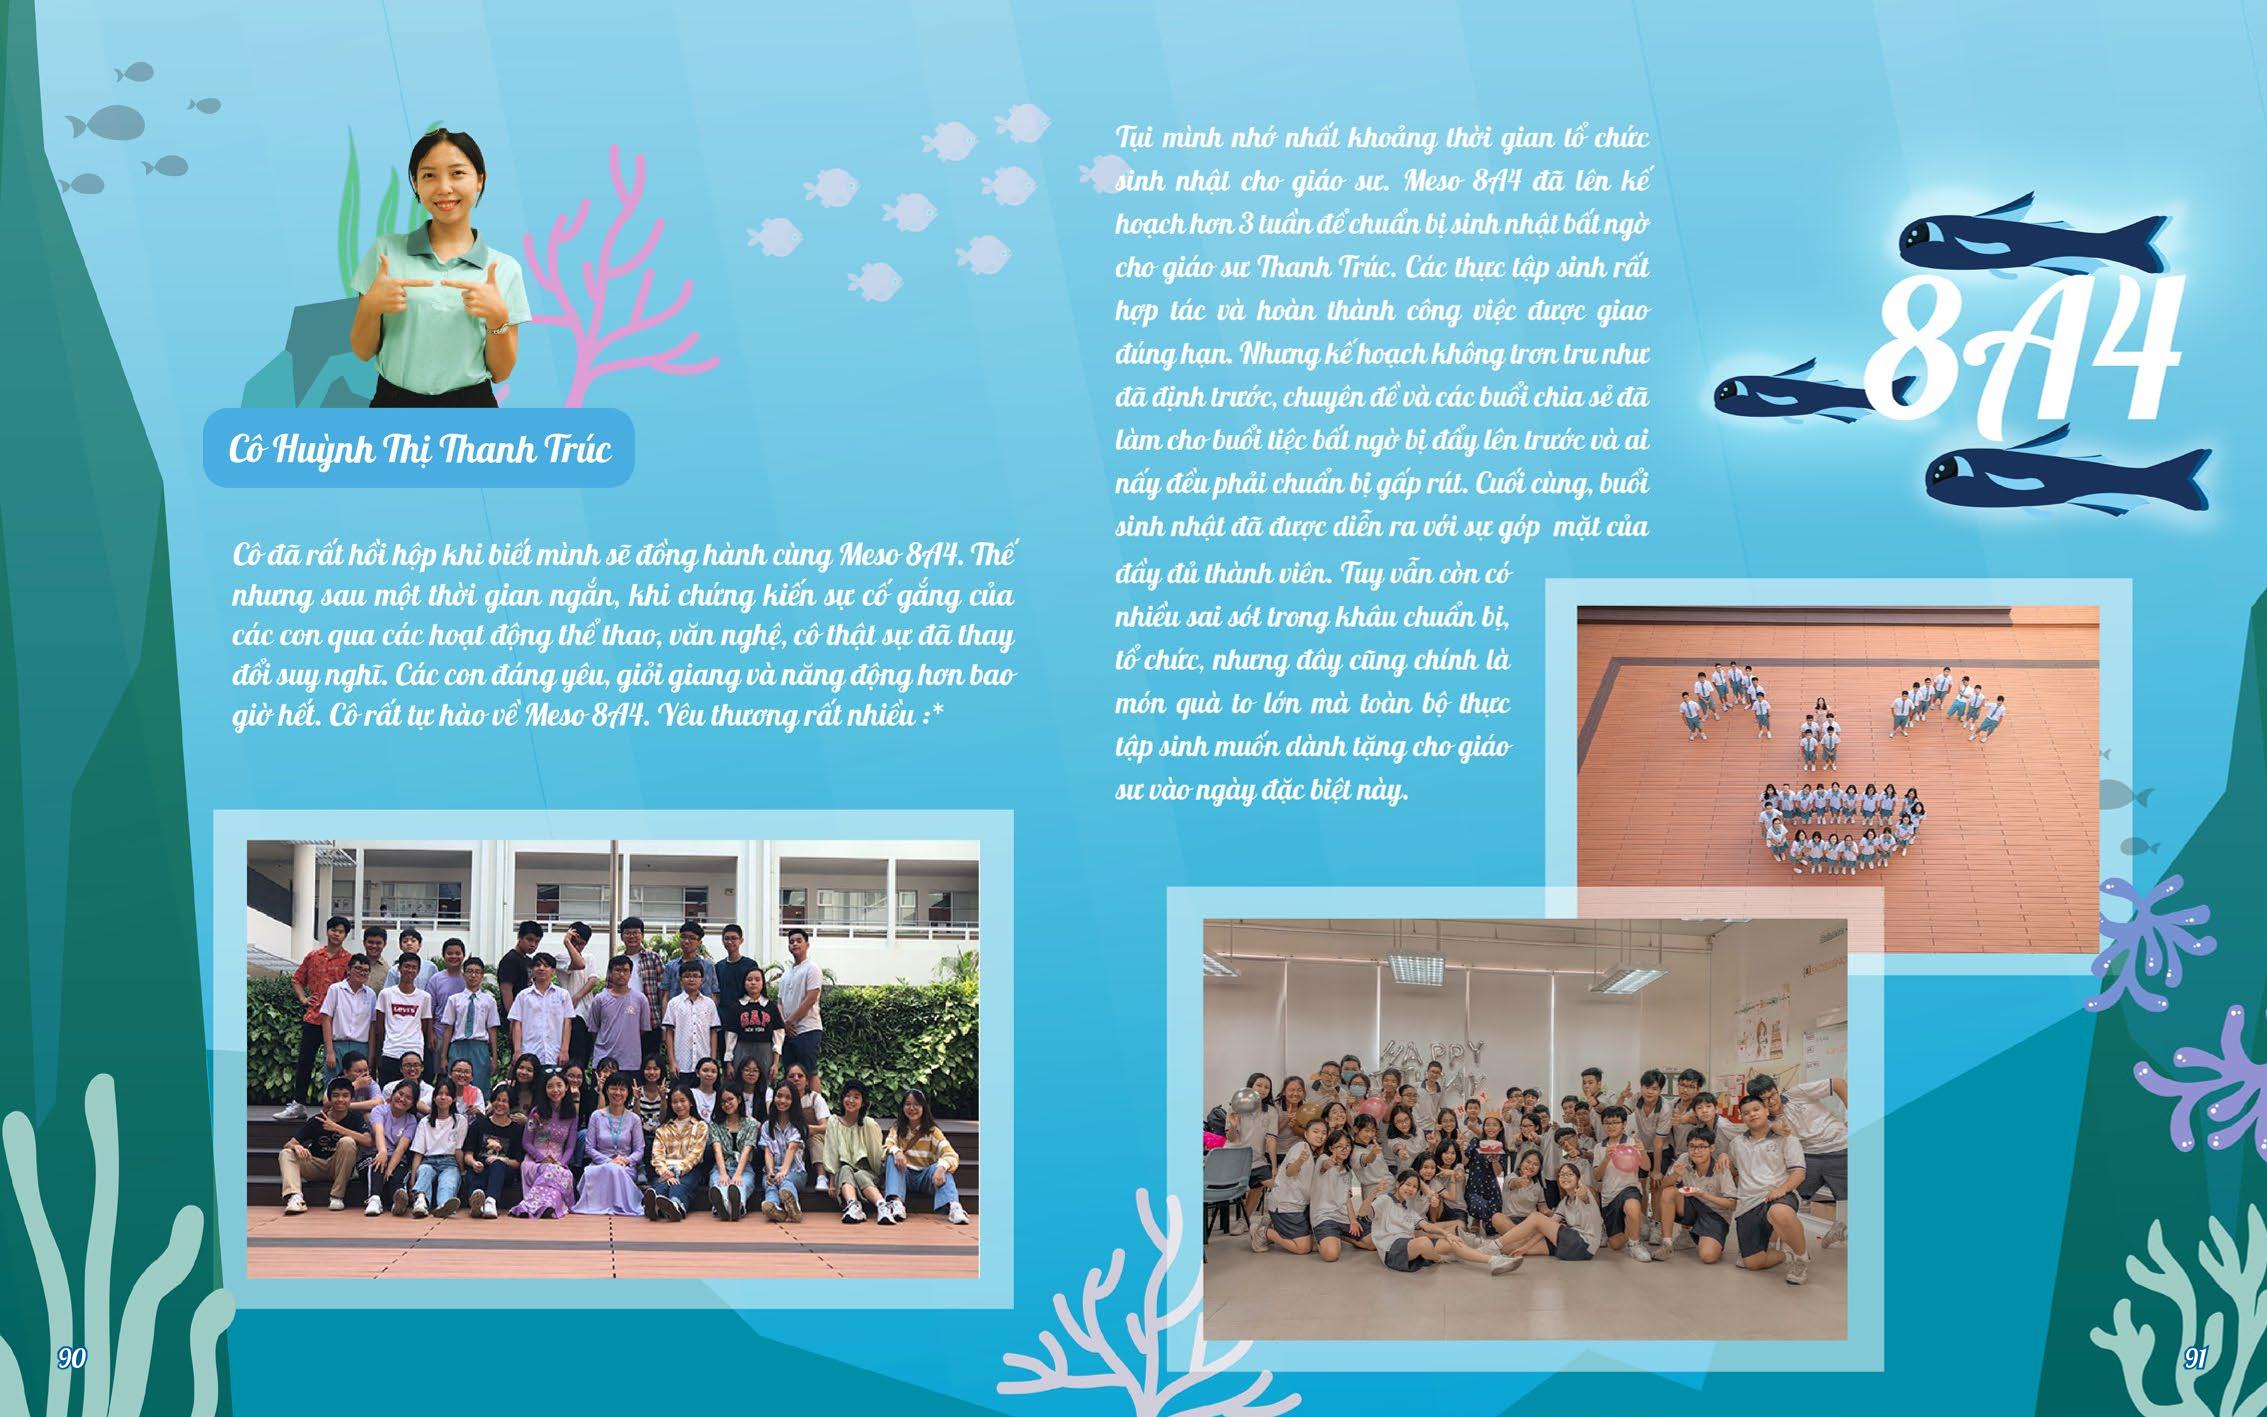 Cô Huỳnh Thị Thanh Trúc
Cô đã rất hồi hộp khi biết mình sẽ đồng hành cùng Meso 8A4. Thế
nhưng sau một thời gian ngắn, khi chứng kiến sự cố gắng của
các con qua các hoạt động thể thao, văn nghệ, cô thật sự đã thay
đổi suy nghĩ. Các con đáng yêu, giỏi giang và năng động hơn bao
giờ hết. Cô rất tự hào về Meso 8A4. Yêu thương rất nhiều :*
Levi's
GAP
NEW YORK
90
Tụi mình nhớ nhất khoảng thời gian tổ chức
sinh nhật cho giáo sư. Meso 8A4 đã lên kế
hoạch hơn 3 tuần để chuẩn bị sinh nhật bất ngờ
cho giáo sư Thanh Trúc. Các thực tập sinh rất
hợp tác và hoàn thành công việc được giao
đúng hạn. Nhưng kế hoạch không trơn tru như
đã định trước, chuyên đề và các buổi chia sẻ đã
làm cho buổi tiệc bất ngờ bị đẩy lên trước và ai
nấy đều phải chuẩn bị gấp rút. Cuối cùng, buổi
sinh nhật đã được diễn ra với sự góp mặt của
đầy đủ thành viên. Tuy vẫn còn có
nhiều sai sót trong khâu chuẩn bị,
tổ chức, nhưng đây cũng chính là
món quà to lớn mà toàn bộ thực
tập sinh muốn dành tặng cho giáo
sư vào ngày đặc biệt này.
8A4
HAPPY
91